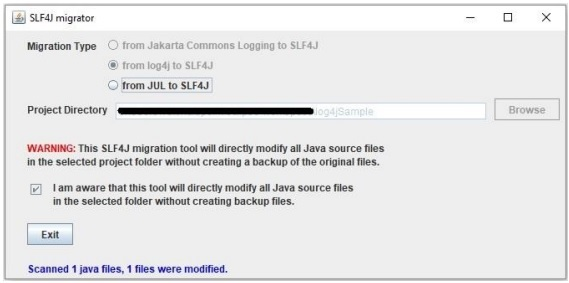 SLF4J migrator
Migration Type
from Jakarta Commons Logging to SLF4J
from log4j to SLF4J
from JUL to SLF4J
Project Directory
log4jSample
Browse
WARNING: This SLF4J migration tool will directly modify all Java source files
in the selected project folder without creating a backup of the original files.
I am aware that this tool will directly modify all Java source files
in the selected folder without creating backup files.
Exit
Scanned 1 java files, 1 files were modified.